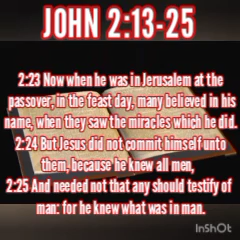 JOHN 2:13-25
2:23 Now when he was in Jerusalem at the
passover, in the feast day, many believed in his
name, when they saw the miracles which he did.
2:24 But Jesus did not commit himself unto
them, because he knew all men,
2:25 And needed not that any should testify of
man: for he knew what was in man.
InShOt